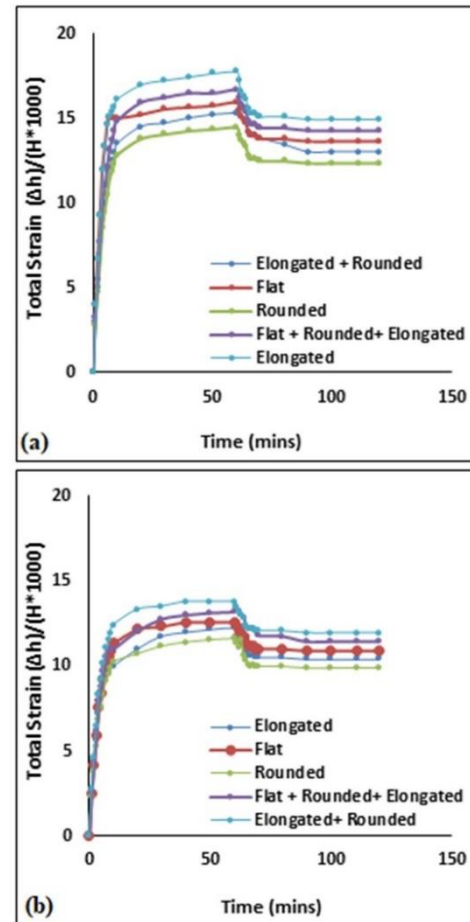 Total Strain (Δh)/(H*1000)
20
15
10
5
0
Elongated + Rounded
Flat
Rounded
Flat + Rounded+ Elongated
Elongated
0
50
100
150
Time (mins)
(a)
Total Strain (Δh)/(H*1000)
20
15
10
5
0
Elongated
Flat
Rounded
Flat + Rounded+ Elongated
Elongated+ Rounded
0
50
100
150
Time (mins)
(b)